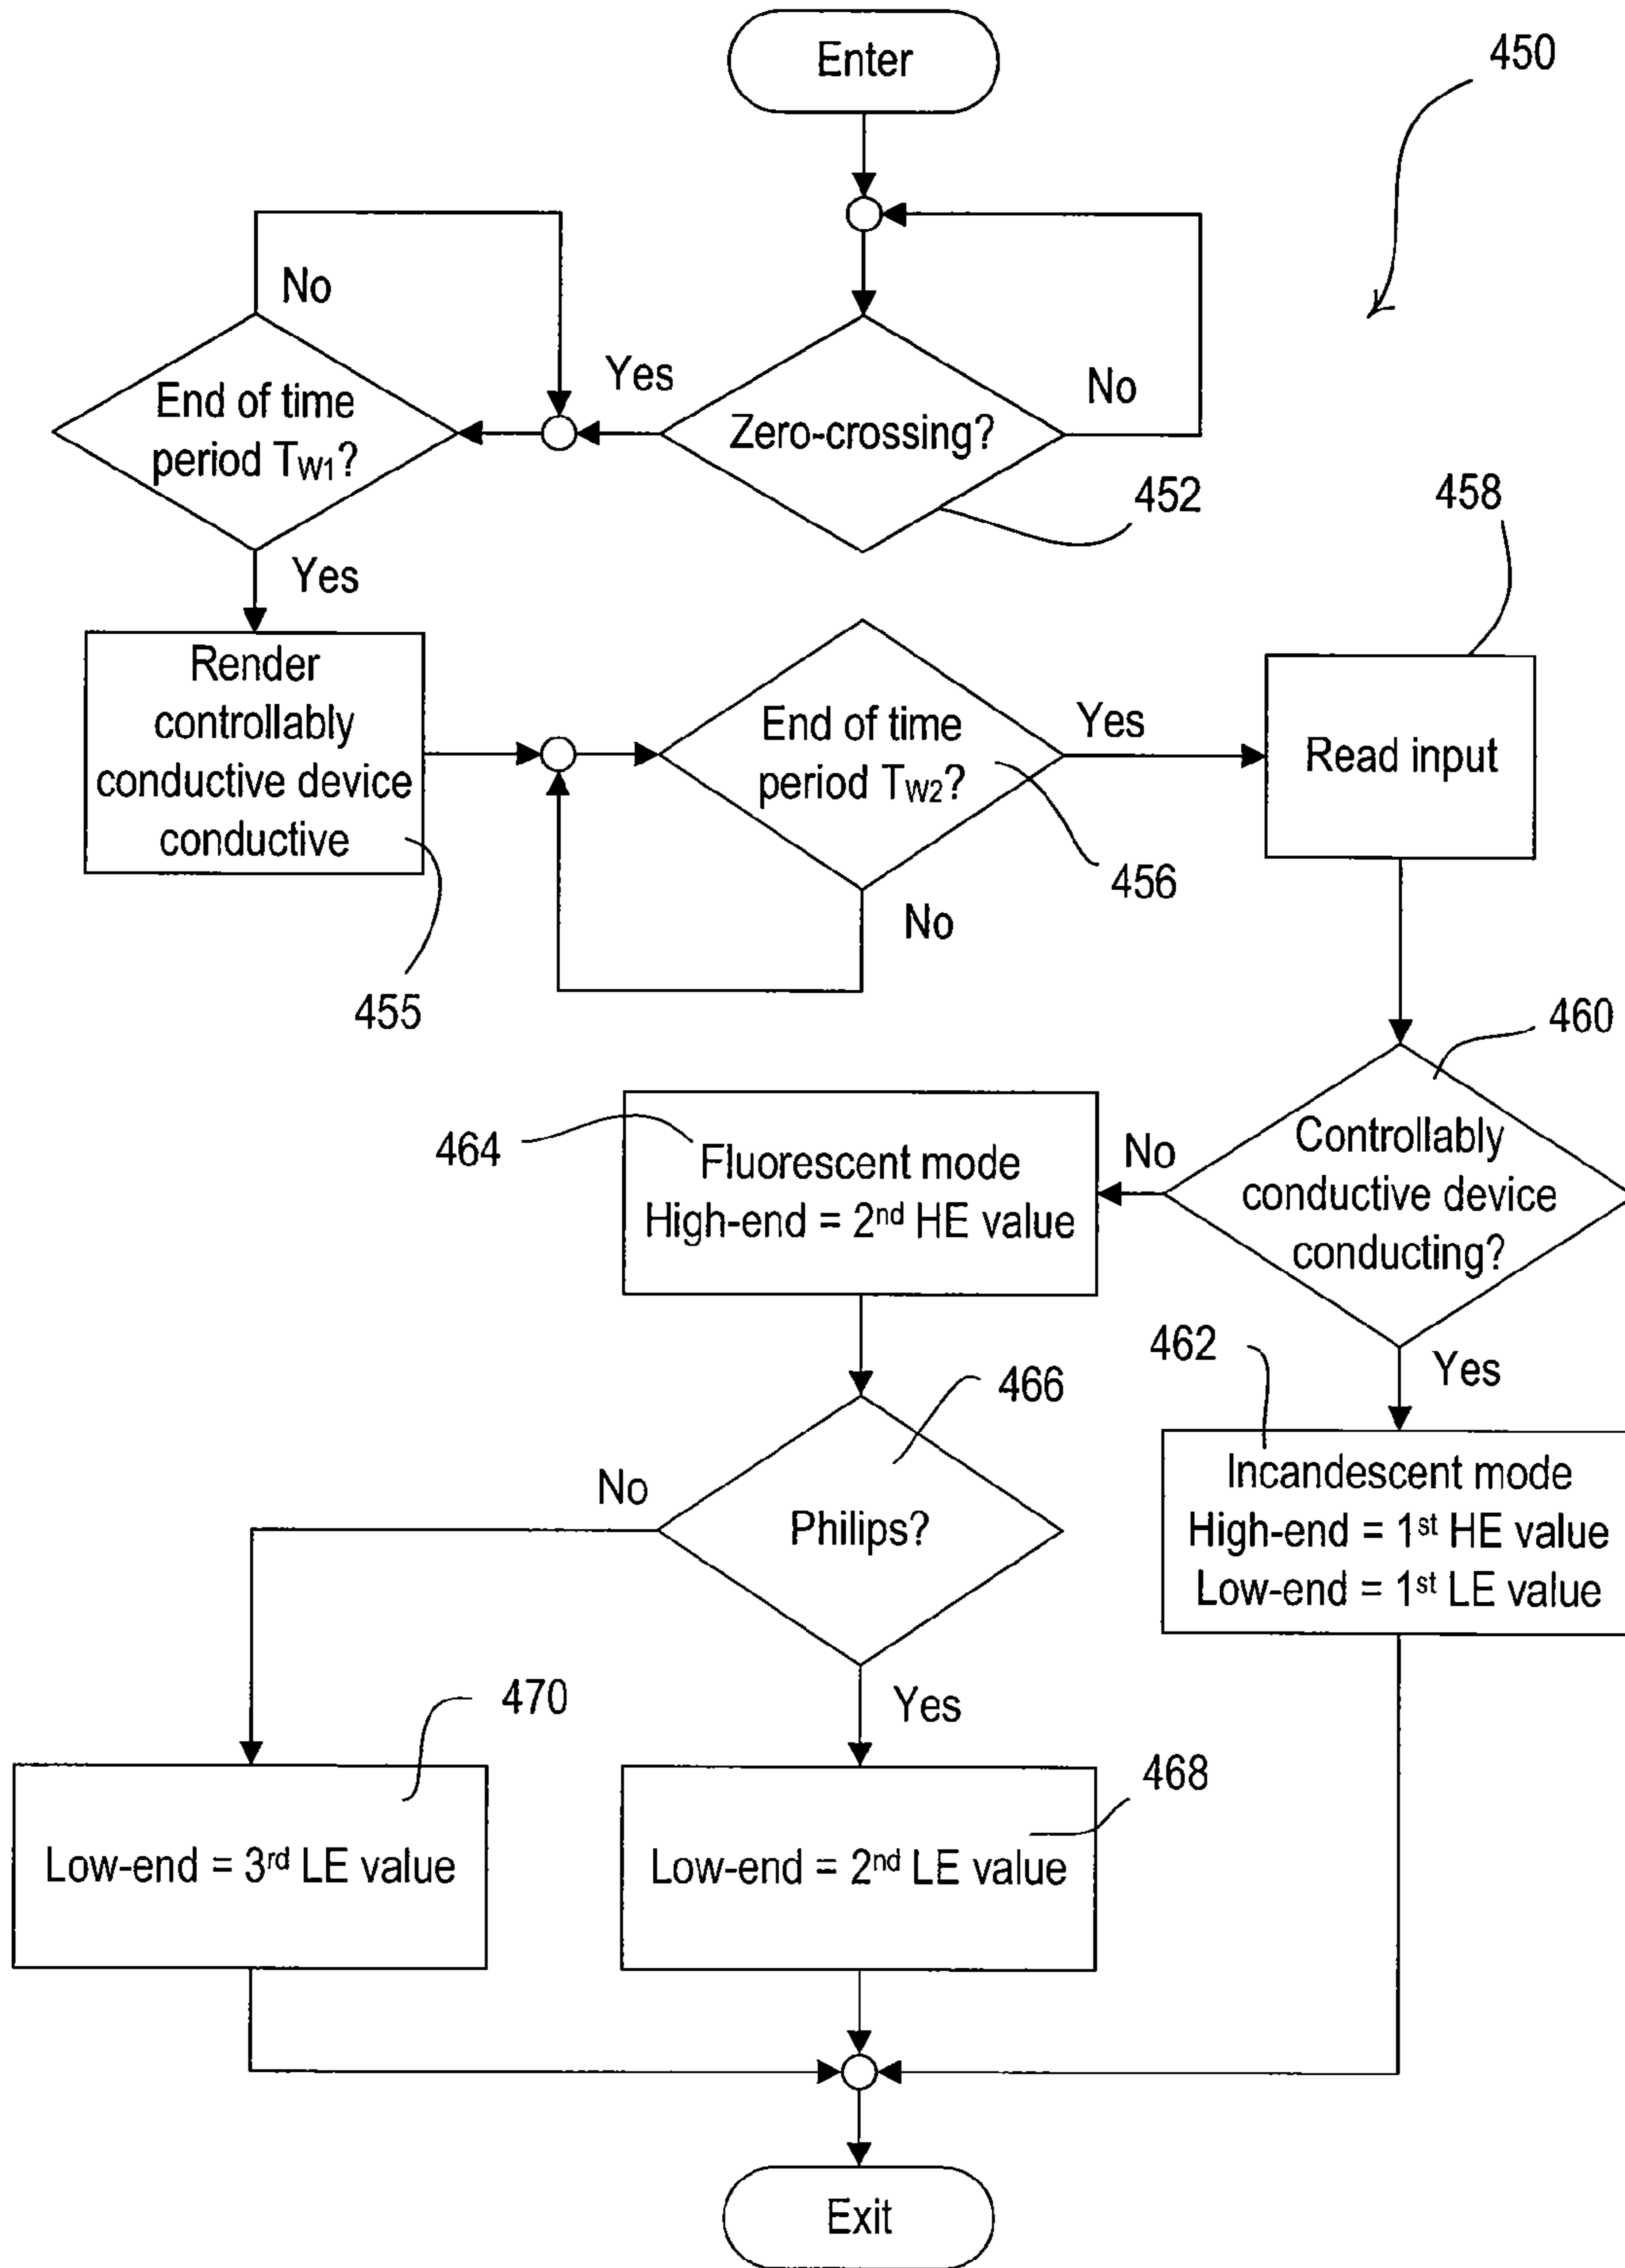 Enter
450
No
End of time
period TW1?
Yes
Zero-crossing?
No
452
458
Yes
Render
controllably
conductive device
conductive
End of time
period TW2?
Yes
Read input
456
No
455
460
464
Fluorescent mode
High-end = 2nd HE value
No
Controllably
conductive device
conducting?
462
Yes
466
Incandescent mode
High-end = 1st HE value
Low-end = 1st LE value
No
Philips?
470
Yes
468
Low-end = 3rd LE value
Low-end = 2nd LE value
Exit